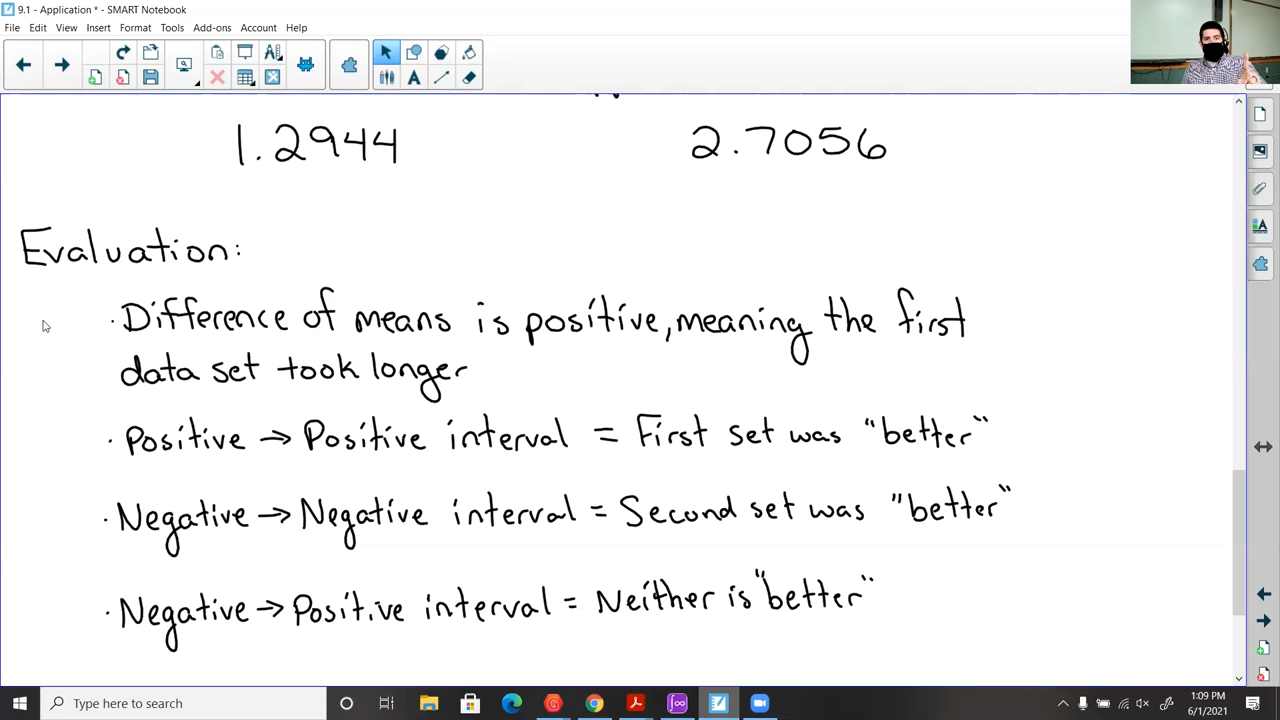 9.1 - Application * - SMART Notebook
File Edit View Insert Format Tools Add-ons Account Help
1.2944 2.7056
Evaluation:
· Difference of means is positive, meaning the first
data set took longer
· Positive → Positive interval = First set was "better"
· Negative → Negative interval = Second set was "better"
· Negative → Positive interval = Neither is "better"
Type here to search
1:09 PM
6/1/2021